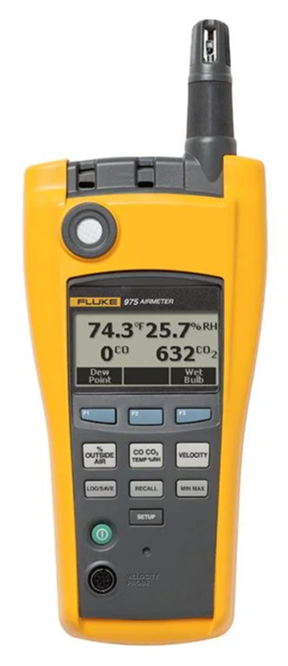 FLUKE 975 AIRMETER
74.3°F 25.7%RH
0CO 632CO₂
Dew Point Wet Bulb
F1 F2 F3
% OUTSIDE AIR
CO CO₂ TEMP %RH
VELOCITY
LOG/SAVE RECALL MIN MAX
SETUP
VELOCITY
PROBE